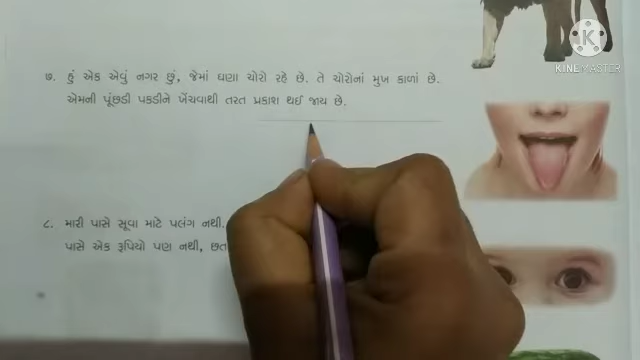 ૭. હું એક એવું નગર છું, જેમાં ઘણા ચોરો રહે છે. તે ચોરોનાં મુખ કાળાં છે.
એમની પૂંછડી પકડીને ખેંચવાથી તરત પ્રકાશ થઈ જાય છે.
૮. મારી પાસે સૂવા માટે પલંગ નથી.
પાસે એક રૂપિયો પણ નથી, છત
KINEMASTER